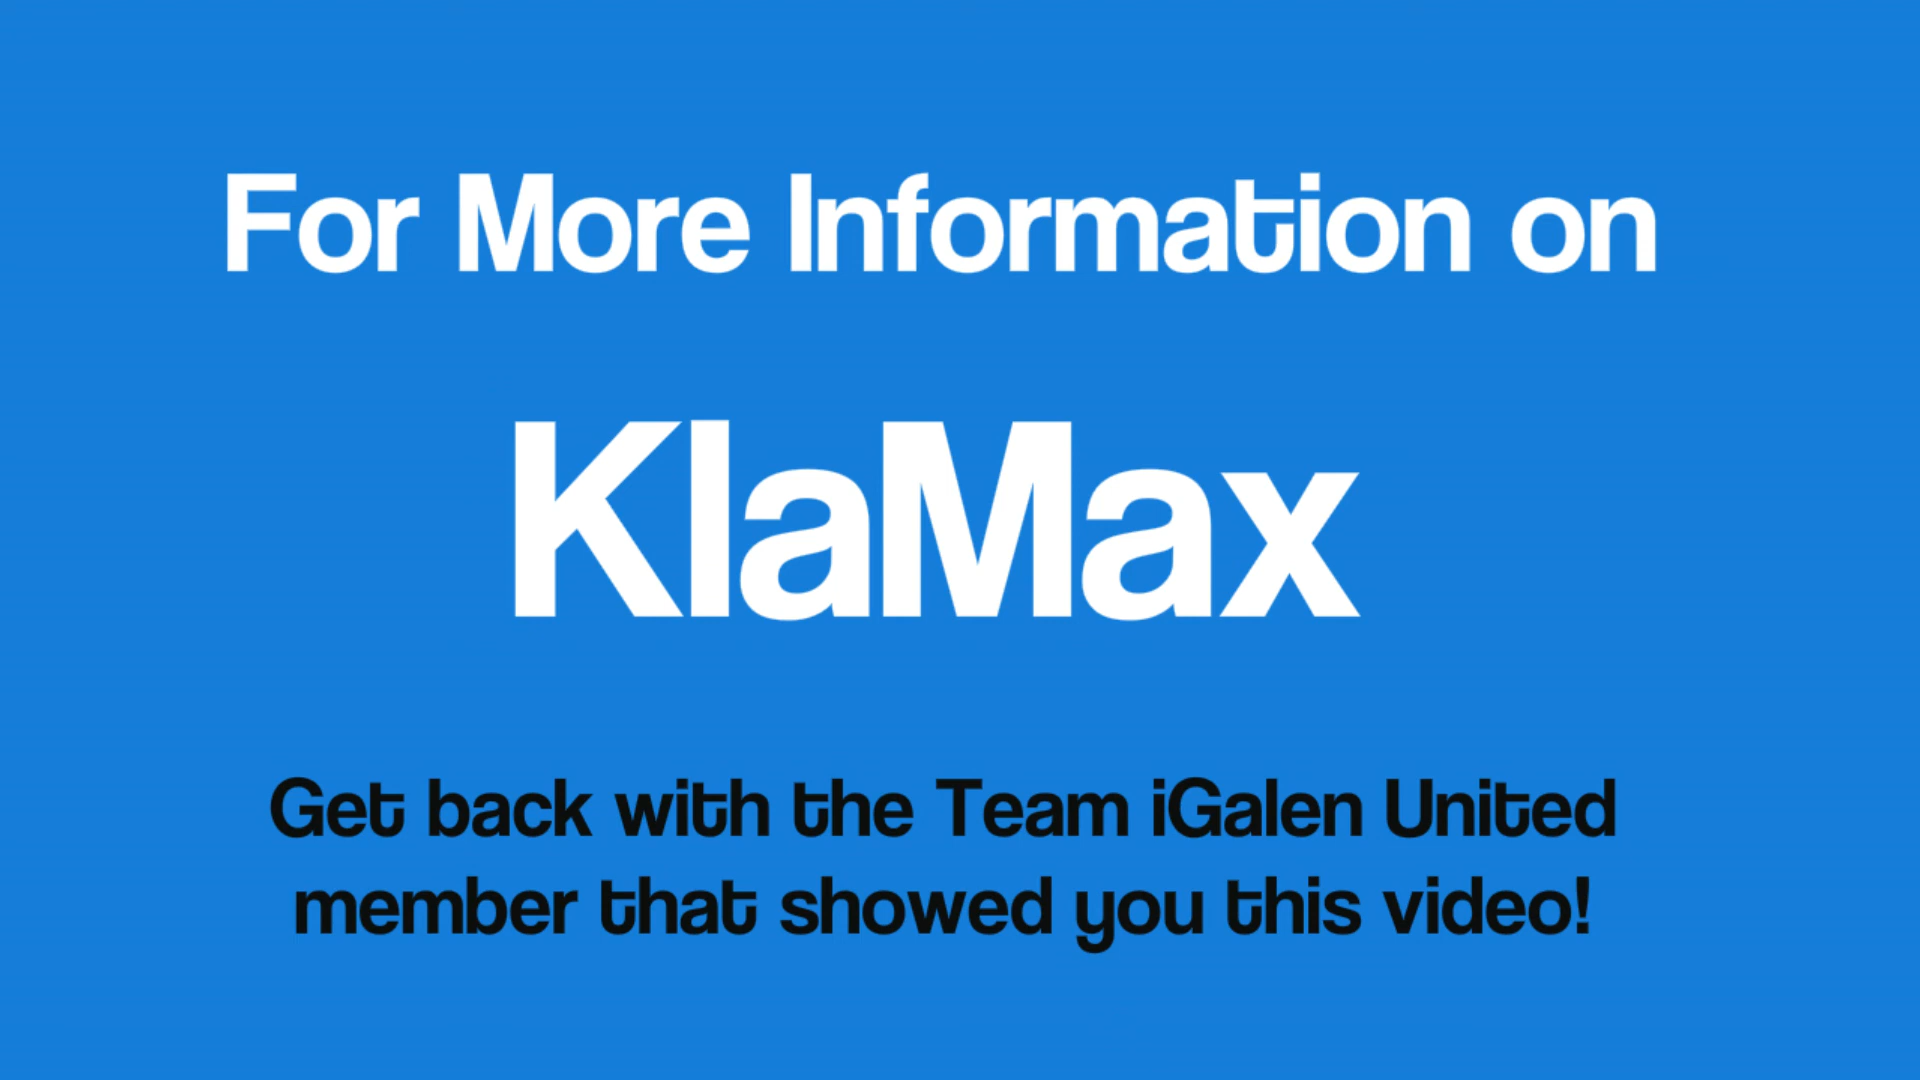 For More Information on
KlaMax
Get back with the Team iGalen United
member that showed you this video!